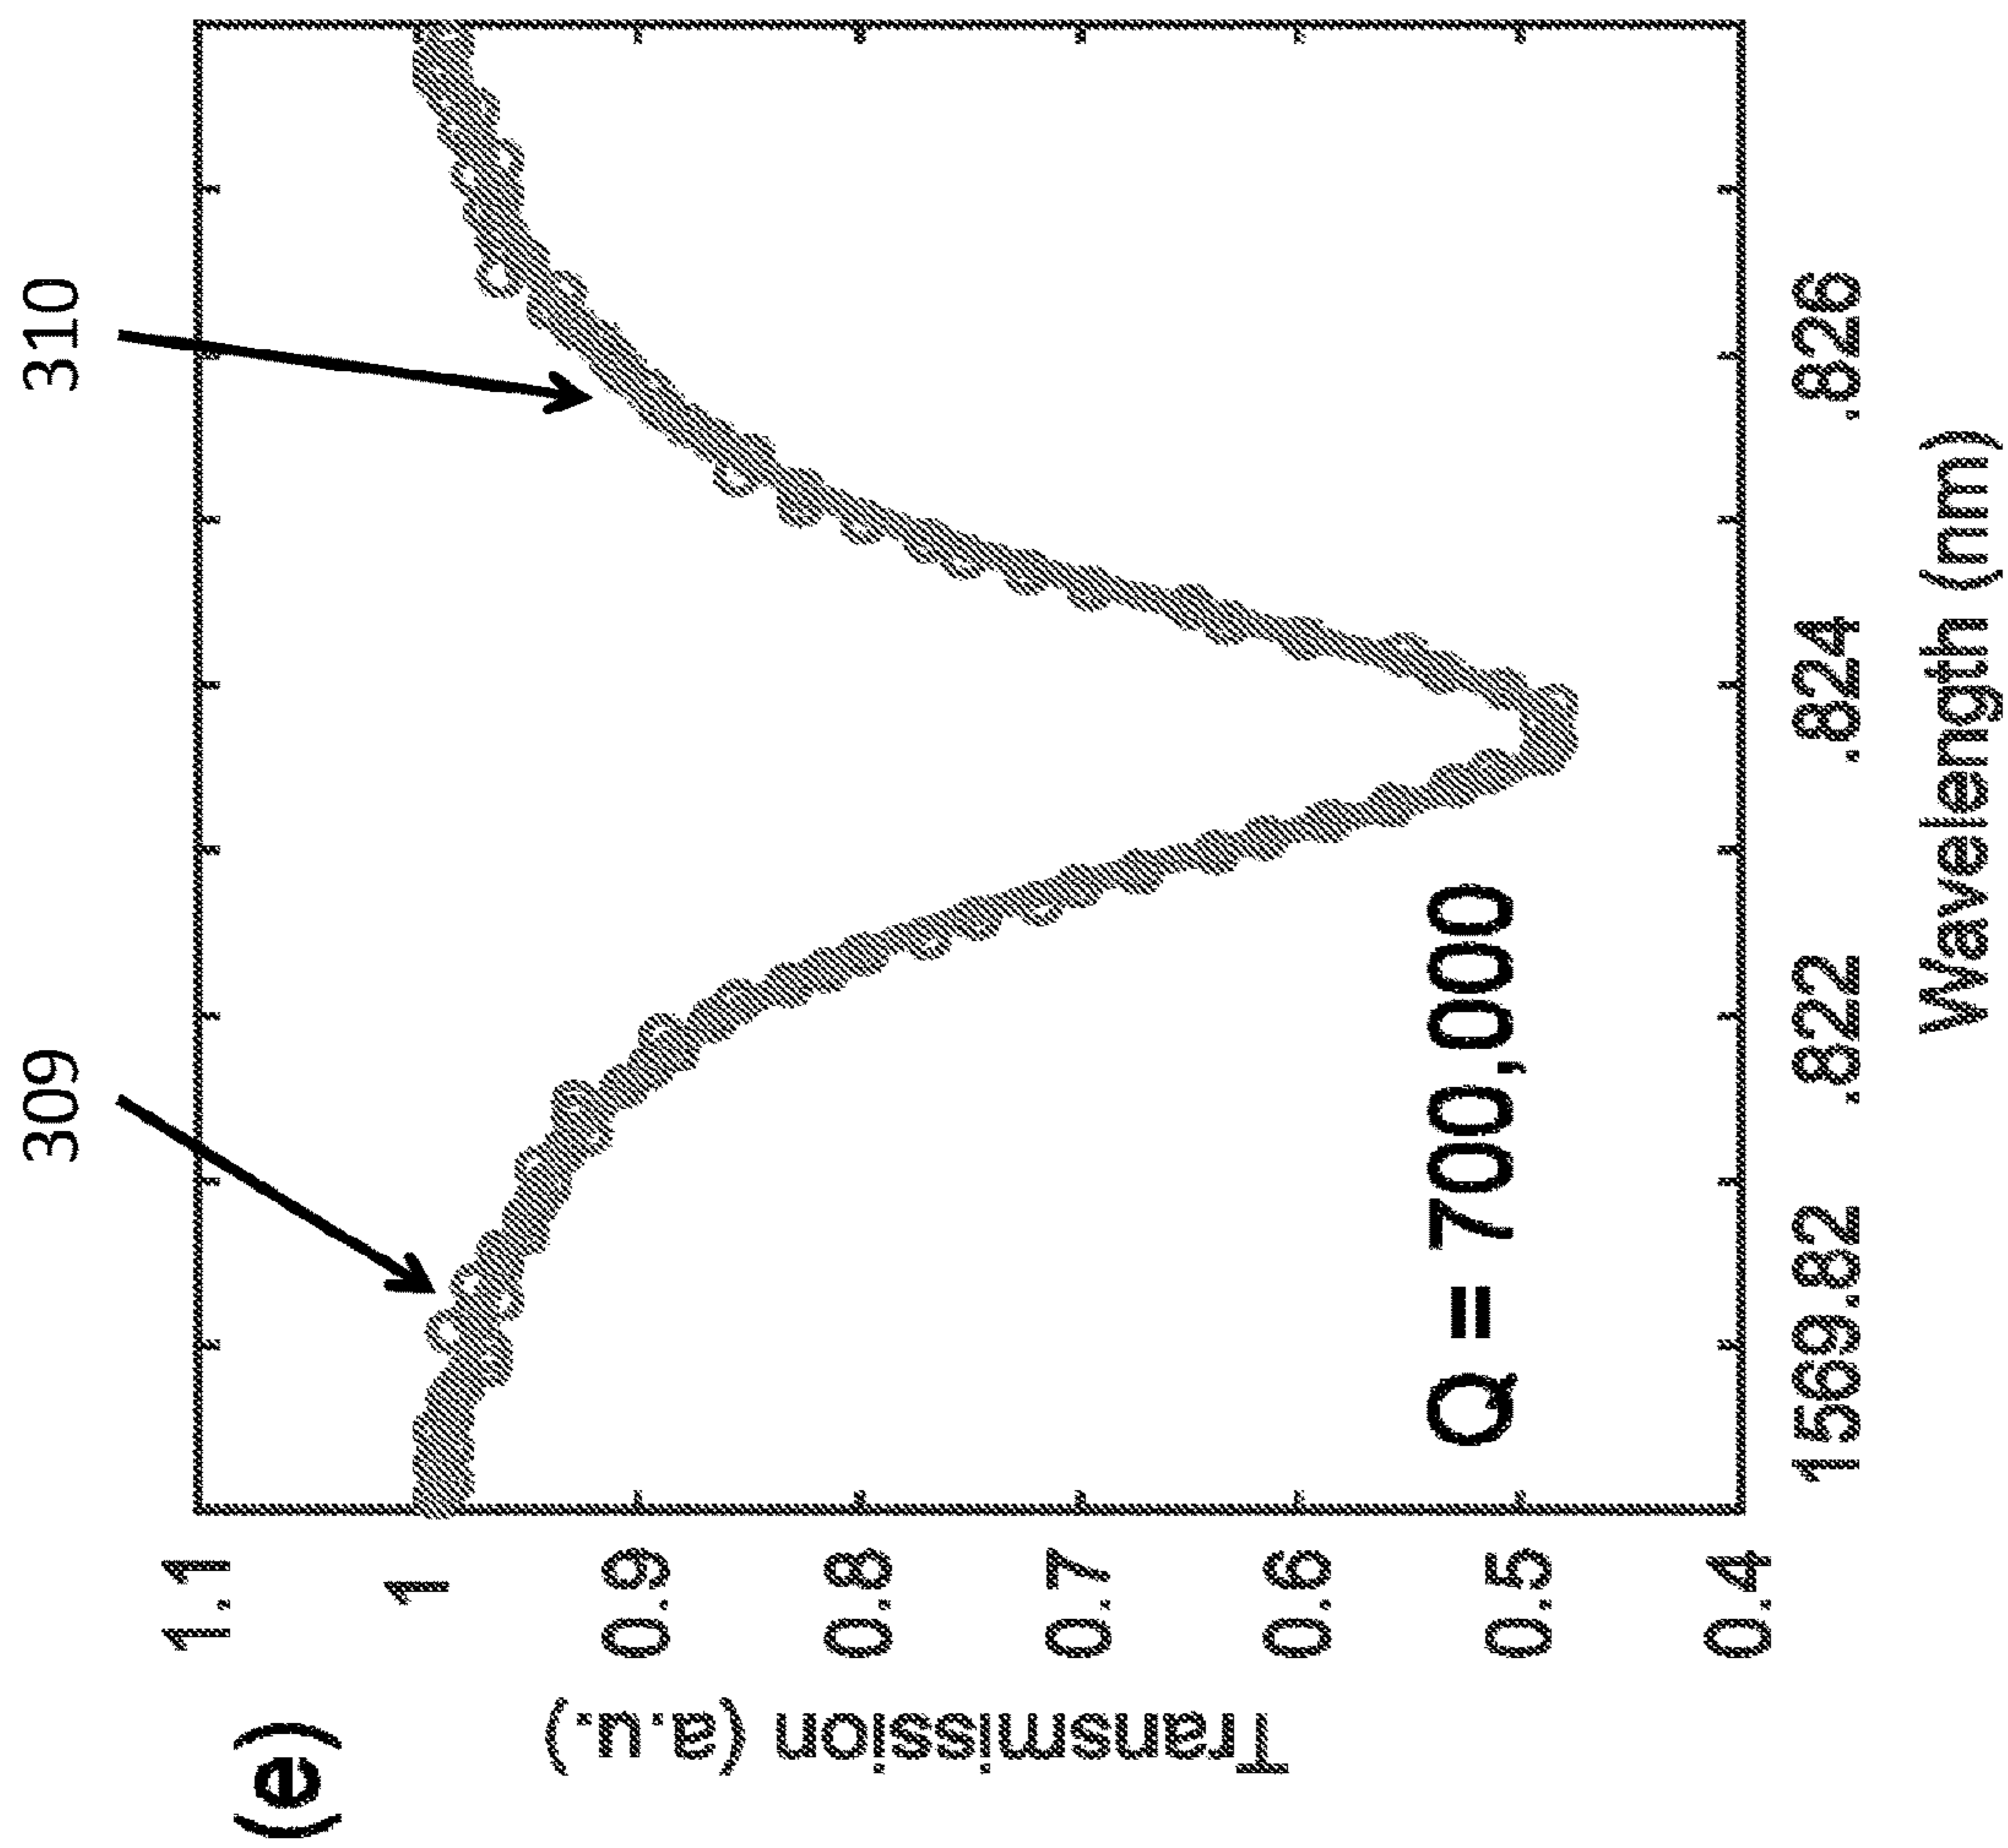 (e)
309
310
Transmission (a.u.)
1.1
1
0.9
0.8
0.7
0.6
0.5
0.4
Q = 700,000
1569.82 .822 .824 .826
Wavelength (nm)